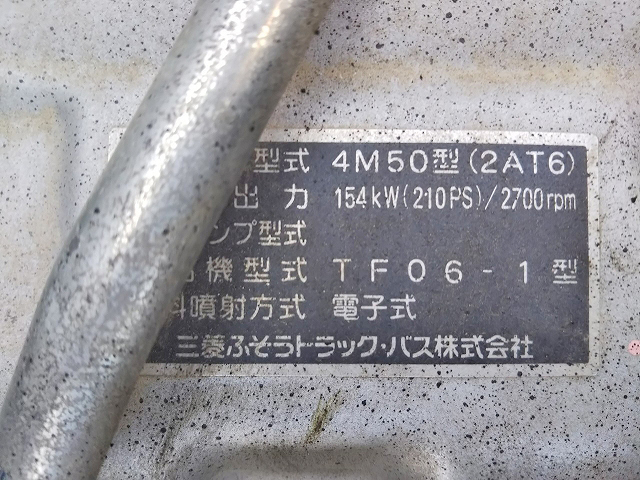 型式 4M50型(2AT6)
出力 154kW(210PS)/2700rpm
ンプ型式
機型式 TF06-1型
料噴射方式 電子式
三菱ふそうトラック・バス株式会社